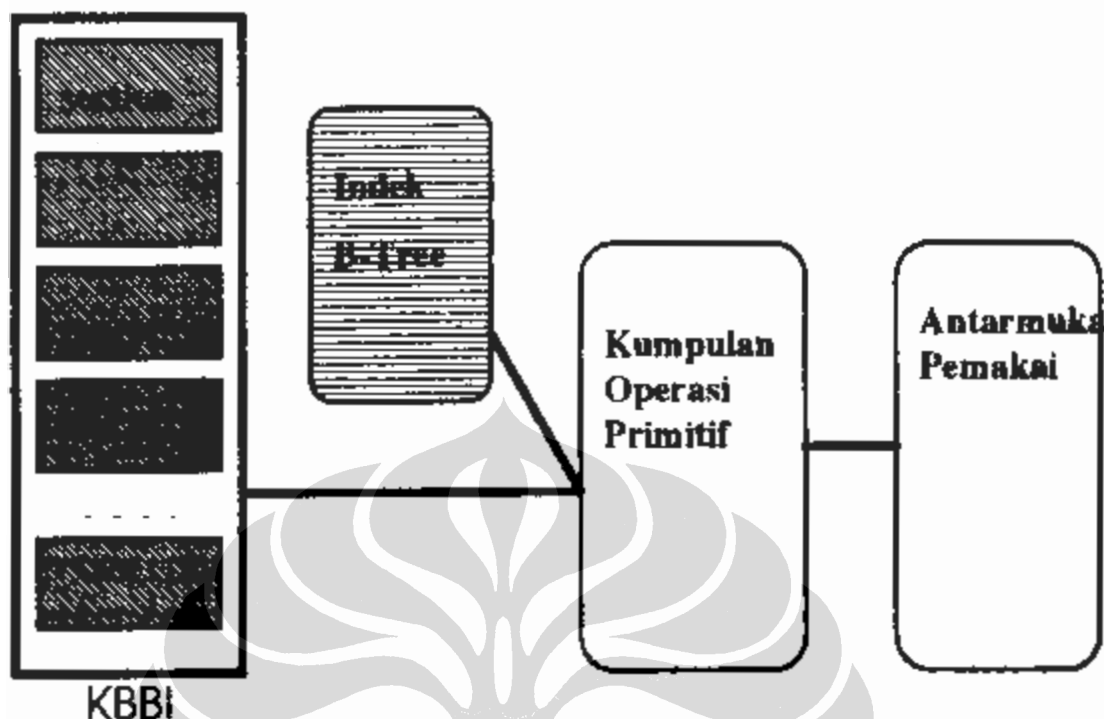 Indek
B-Tree
Kumpulan
Operasi
Primitif
Antarmuka
Pemakai
KBBI